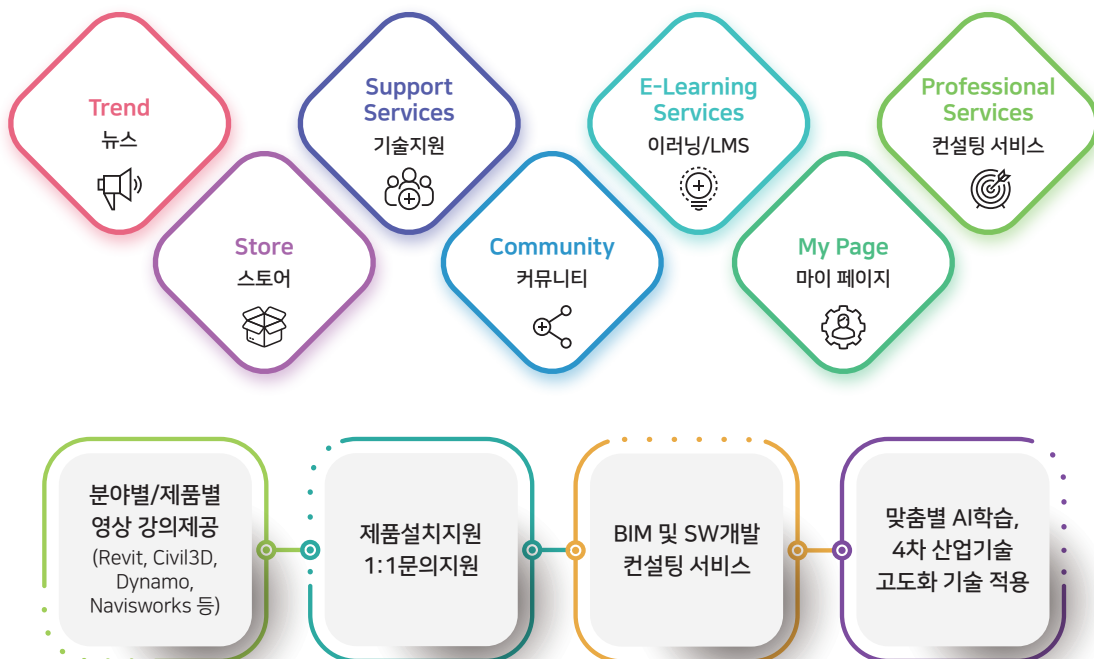 Trend
뉴스
Support
Services
기술지원
E-Learning
Services
이러닝/LMS
Professional
Services
컨설팅 서비스
Store
스토어
Community
커뮤니티
My Page
마이 페이지
분야별/제품별
영상 강의제공
(Revit, Civil3D,
Dynamo,
Navisworks 등)
제품설치지원
1:1문의지원
BIM 및 SW개발
컨설팅 서비스
맞춤별 AI학습,
4차 산업기술
고도화 기술 적용